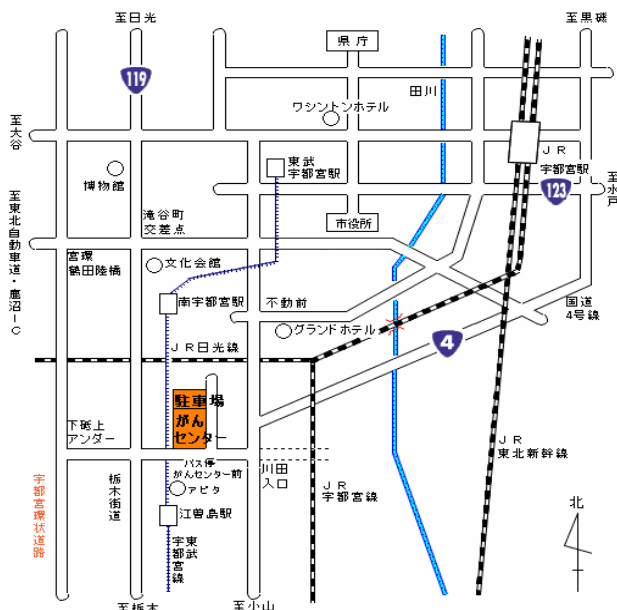 至日光
至黒磯
県庁
119
田川
ワシントンホテル
至大谷
ＪＲ
宇都宮駅
東武
宇都宮駅
博物館
至水戸
123
至東北自動車道・鹿沼ＩＣ
滝谷町
交差点
市役所
宮環
鶴田陸橋
文化会館
南宇都宮駅
不動前
国道
4号線
グランドホテル
ＪＲ日光線
4
駐車場
がん
センター
下砥上
アンダー
ＪＲ
東北新幹線
バス停
がんセンター前
川田
入口
アピタ
宇都宮環状道路
栃木街道
ＪＲ
宇都宮線
北
江曽島駅
東武
宇都宮線
至栃木
至小山